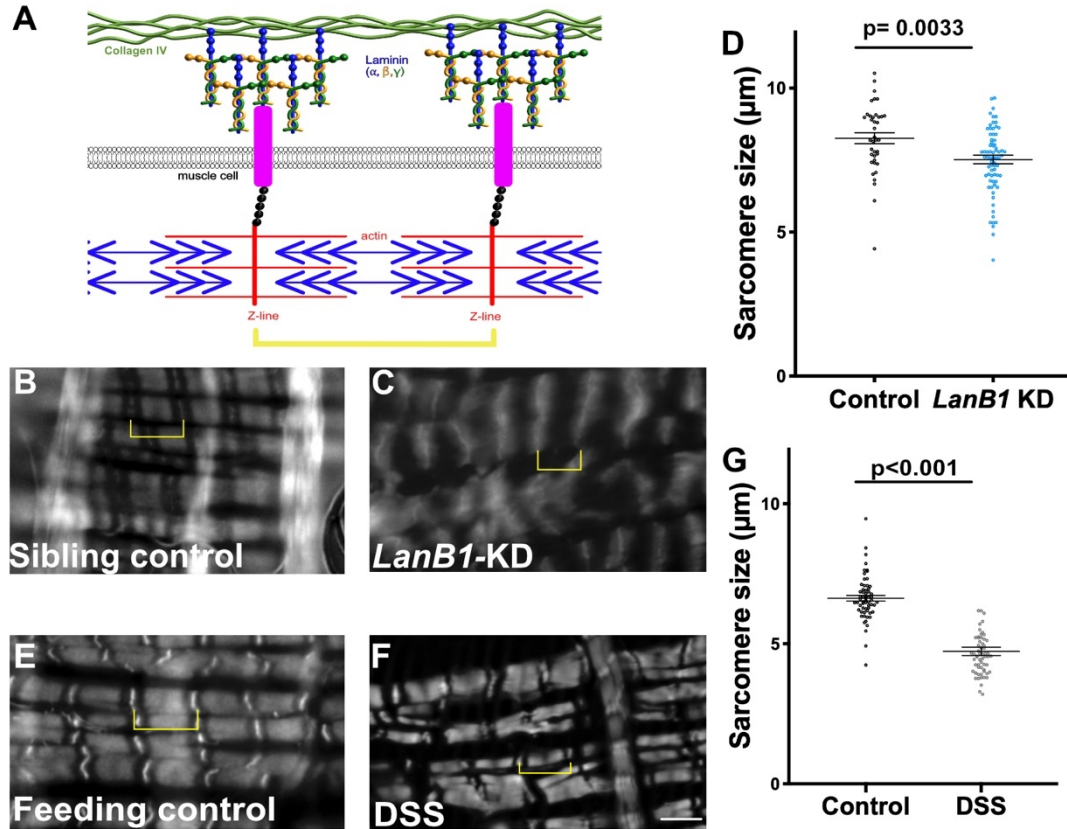 A
Collagen IV
Laminin
(α, β,γ)
muscle cell
actin
Z-line
Z-line
B
Sibling control
C
LanB1-KD
D
p= 0.0033
Sarcomere size (µm)
10
5
0
Control
LanB1 KD
E
Feeding control
F
DSS
G
p<0.001
Sarcomere size (µm)
10
5
0
Control
DSS